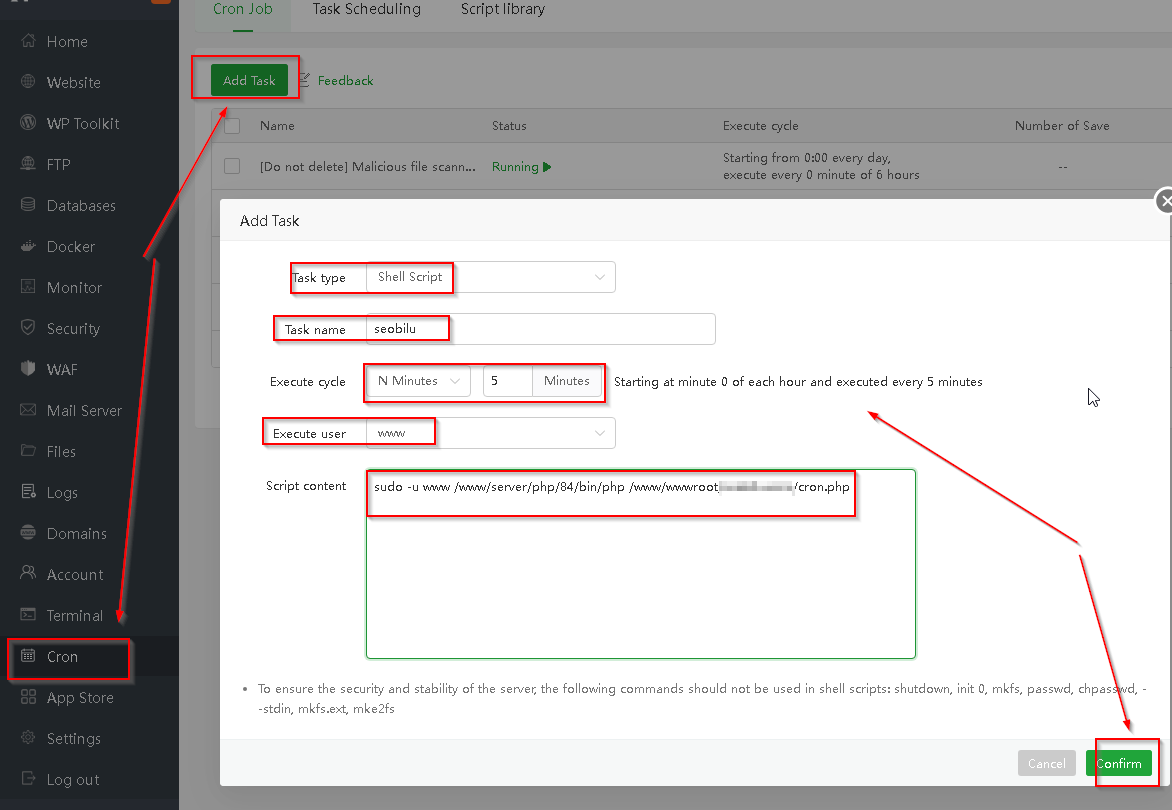 Cron Job
Task Scheduling
Script library
Home
Website
WP Toolkit
FTP
Databases
Docker
Monitor
Security
WAF
Mail Server
Files
Logs
Domains
Account
Terminal
Cron
App Store
Settings
Log out
Add Task
Feedback
Name
Status
Execute cycle
Number of Save
[Do not delete] Malicious file scann...
Running
Starting from 0:00 every day,
execute every 0 minute of 6 hours
--
Add Task
Task type
Shell Script
Task name
seobilu
Execute cycle
N Minutes
5
Minutes
Starting at minute 0 of each hour and executed every 5 minutes
Execute user
www
Script content
sudo -u www /www/server/php/84/bin/php /www/wwwroot /cron.php
To ensure the security and stability of the server, the following commands should not be used in shell scripts: shutdown, init 0, mkfs, passwd, chpasswd, -
-stdin, mkfs.ext, mke2fs
Cancel
Confirm